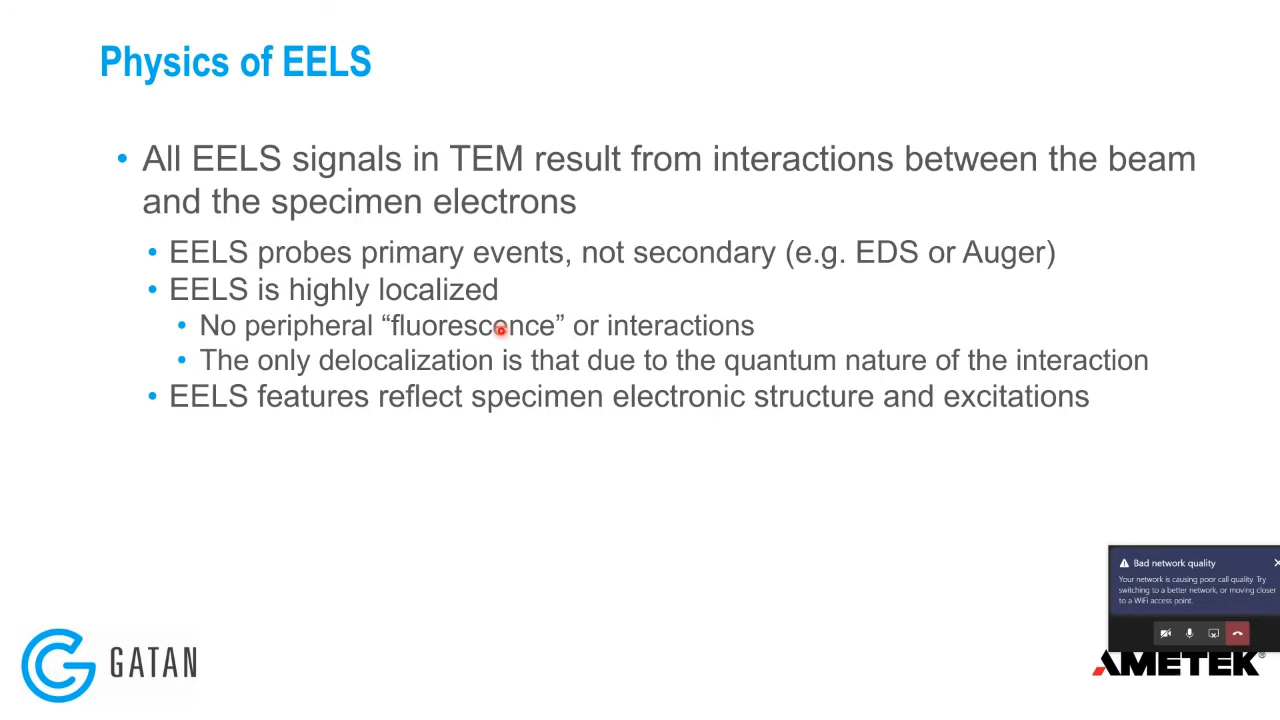 Physics of EELS
• All EELS signals in TEM result from interactions between the beam
and the specimen electrons
• EELS probes primary events, not secondary (e.g. EDS or Auger)
• EELS is highly localized
• No peripheral “fluorescence” or interactions
• The only delocalization is that due to the quantum nature of the interaction
• EELS features reflect specimen electronic structure and excitations
Bad network quality
Your network is causing poor call quality. Try
switching to a better network, or moving closer
to a WiFi access point.
GATAN
AMETEK®